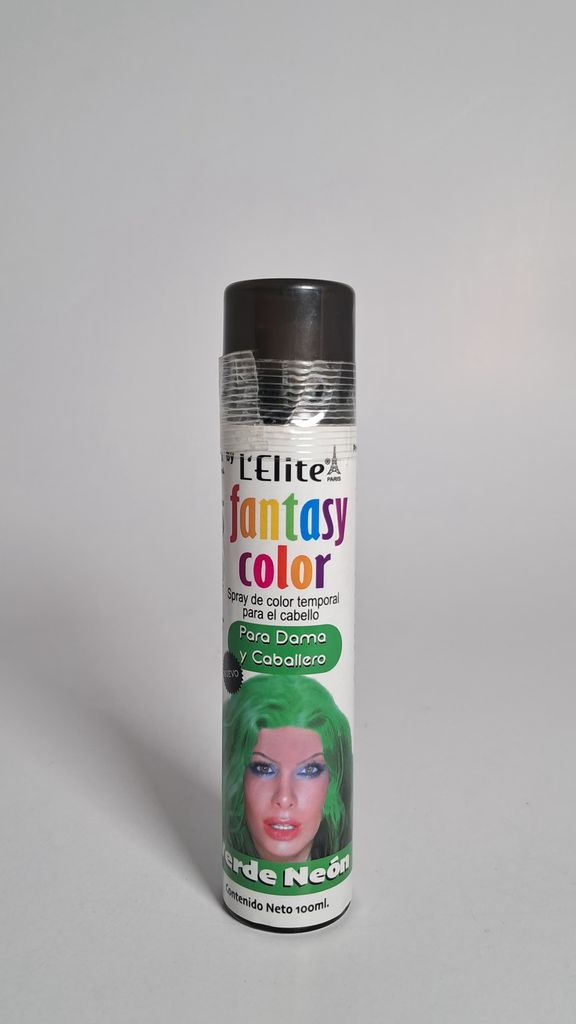 by L'Elite®
PARIS
fantasy
color
Spray de color temporal
para el cabello
Para Dama
y Caballero
erde Neón
Contenido Neto 100ml.